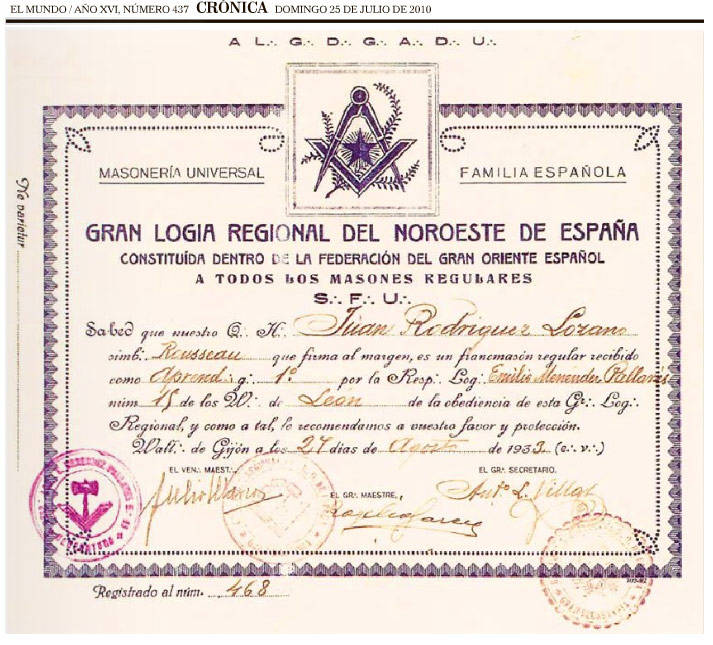 EL MUNDO / AÑO XVI, NÚMERO 437 CRÓNICA DOMINGO 25 DE JULIO DE 2010
A L∴ G∴ D∴ G∴ A∴ D∴ U∴
MASONERÍA UNIVERSAL
FAMILIA ESPAÑOLA
Ne varietur
GRAN LOGIA REGIONAL DEL NOROESTE DE ESPAÑA
CONSTITUÍDA DENTRO DE LA FEDERACIÓN DEL GRAN ORIENTE ESPAÑOL
A TODOS LOS MASONES REGULARES
S∴ F∴ U∴
Sabed que nuestro Q∴ H∴ Juan Rodriguez Lozano
simb∴ Rousseau que firma al margen, es un francmasón regular recibido
como Aprend∴ g∴ 1º por la Resp∴ Log∴ Emilio Menéndez Pallarés
núm 15 de los Vall∴ de León de la obediencia de esta Gr∴ Log∴
Regional, y como a tal, le recomendamos a vuestro favor y protección.
Vall∴ de Gijón a los 27 días de Agosto de 1933 (e∴ v∴)
EL VEN∴ MAEST∴
EL GR∴ MAESTRE,
EL GR∴ SECRETARIO.
Antº L. Villar
Registrado al núm. 468